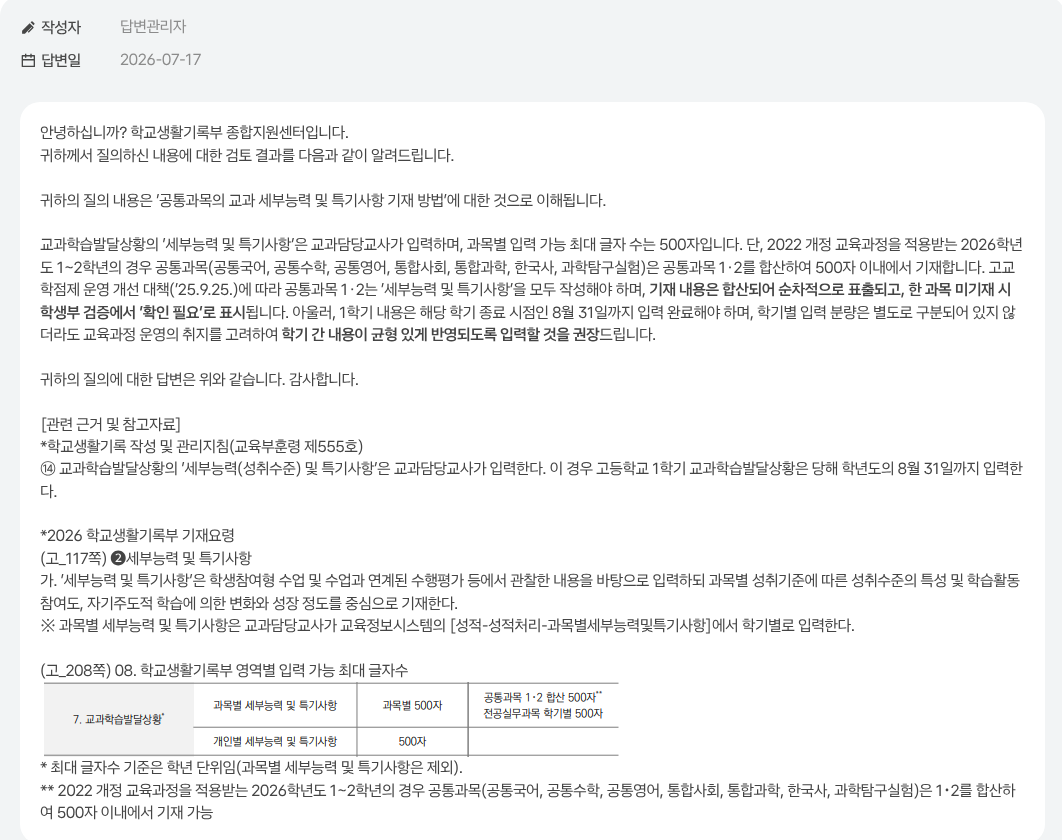 작성자 답변관리자
답변일 2026-07-17
안녕하십니까? 학교생활기록부 종합지원센터입니다.
귀하께서 질의하신 내용에 대한 검토 결과를 다음과 같이 알려드립니다.
귀하의 질의 내용은 '공통과목의 교과 세부능력 및 특기사항 기재 방법'에 대한 것으로 이해됩니다.
교과학습발달상황의 '세부능력 및 특기사항'은 교과담당교사가 입력하며, 과목별 입력 가능 최대 글자 수는 500자입니다. 단, 2022 개정 교육과정을 적용받는 2026학년
도 1~2학년의 경우 공통과목(공통국어, 공통수학, 공통영어, 통합사회, 통합과학, 한국사, 과학탐구실험)은 공통과목 1·2를 합산하여 500자 이내에서 기재합니다. 고교
학점제 운영 개선 대책('25.9.25.)에 따라 공통과목 1·2는 '세부능력 및 특기사항'을 모두 작성해야 하며, 기재 내용은 합산되어 순차적으로 표출되고, 한 과목 미기재 시
학생부 검증에서 '확인 필요'로 표시됩니다. 아울러, 1학기 내용은 해당 학기 종료 시점인 8월 31일까지 입력 완료해야 하며, 학기별 입력 분량은 별도로 구분되어 있지 않
더라도 교육과정 운영의 취지를 고려하여 학기 간 내용이 균형 있게 반영되도록 입력할 것을 권장드립니다.
귀하의 질의에 대한 답변은 위와 같습니다. 감사합니다.
[관련 근거 및 참고자료]
*학교생활기록 작성 및 관리지침(교육부훈령 제555호)
⑭ 교과학습발달상황의 '세부능력(성취수준) 및 특기사항'은 교과담당교사가 입력한다. 이 경우 고등학교 1학기 교과학습발달상황은 당해 학년도의 8월 31일까지 입력한
다.
*2026 학교생활기록부 기재요령
(고_117쪽) ❷세부능력 및 특기사항
가. '세부능력 및 특기사항'은 학생참여형 수업 및 수업과 연계된 수행평가 등에서 관찰한 내용을 바탕으로 입력하되 과목별 성취기준에 따른 성취수준의 특성 및 학습활동
참여도, 자기주도적 학습에 의한 변화와 성장 정도를 중심으로 기재한다.
※ 과목별 세부능력 및 특기사항은 교과담당교사가 교육정보시스템의 [성적-성적처리-과목별세부능력및특기사항]에서 학기별로 입력한다.
(고_208쪽) 08. 학교생활기록부 영역별 입력 가능 최대 글자수
7. 교과학습발달상황*
과목별 세부능력 및 특기사항 과목별 500자
공통과목 1·2 합산 500자**
전공실무과목 학기별 500자
개인별 세부능력 및 특기사항 500자
* 최대 글자수 기준은 학년 단위임(과목별 세부능력 및 특기사항은 제외).
** 2022 개정 교육과정을 적용받는 2026학년도 1~2학년의 경우 공통과목(공통국어, 공통수학, 공통영어, 통합사회, 통합과학, 한국사, 과학탐구실험)은 1·2를 합산하
여 500자 이내에서 기재 가능